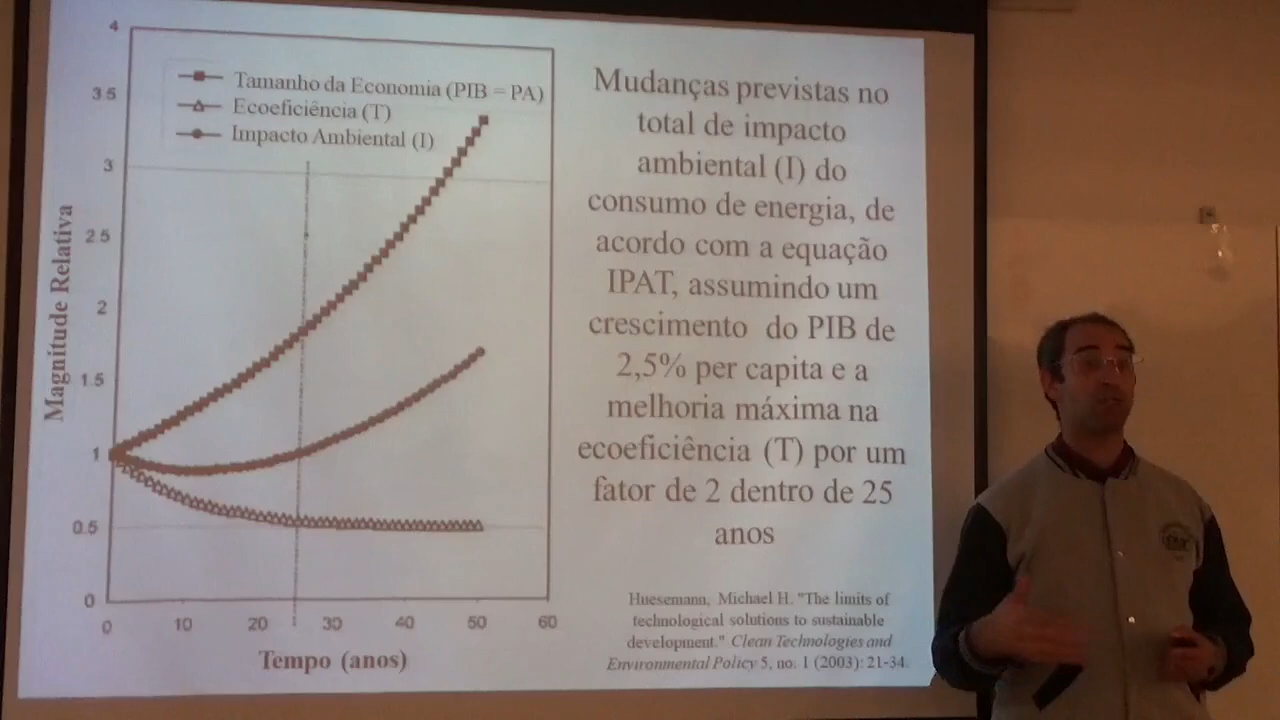 4
3.5
3
2.5
2
1.5
1
0.5
0
Magnitude Relativa
Tamanho da Economia (PIB = PA)
Ecoeficiência (T)
Impacto Ambiental (I)
0 10 20 30 40 50 60
Tempo (anos)
Mudanças previstas no
total de impacto
ambiental (I) do
consumo de energia, de
acordo com a equação
IPAT, assumindo um
crescimento do PIB de
2,5% per capita e a
melhoria máxima na
ecoeficiência (T) por um
fator de 2 dentro de 25
anos
Huesemann, Michael H. "The limits of
technological solutions to sustainable
development." Clean Technologies and
Environmental Policy 5, no. 1 (2003): 21-34.